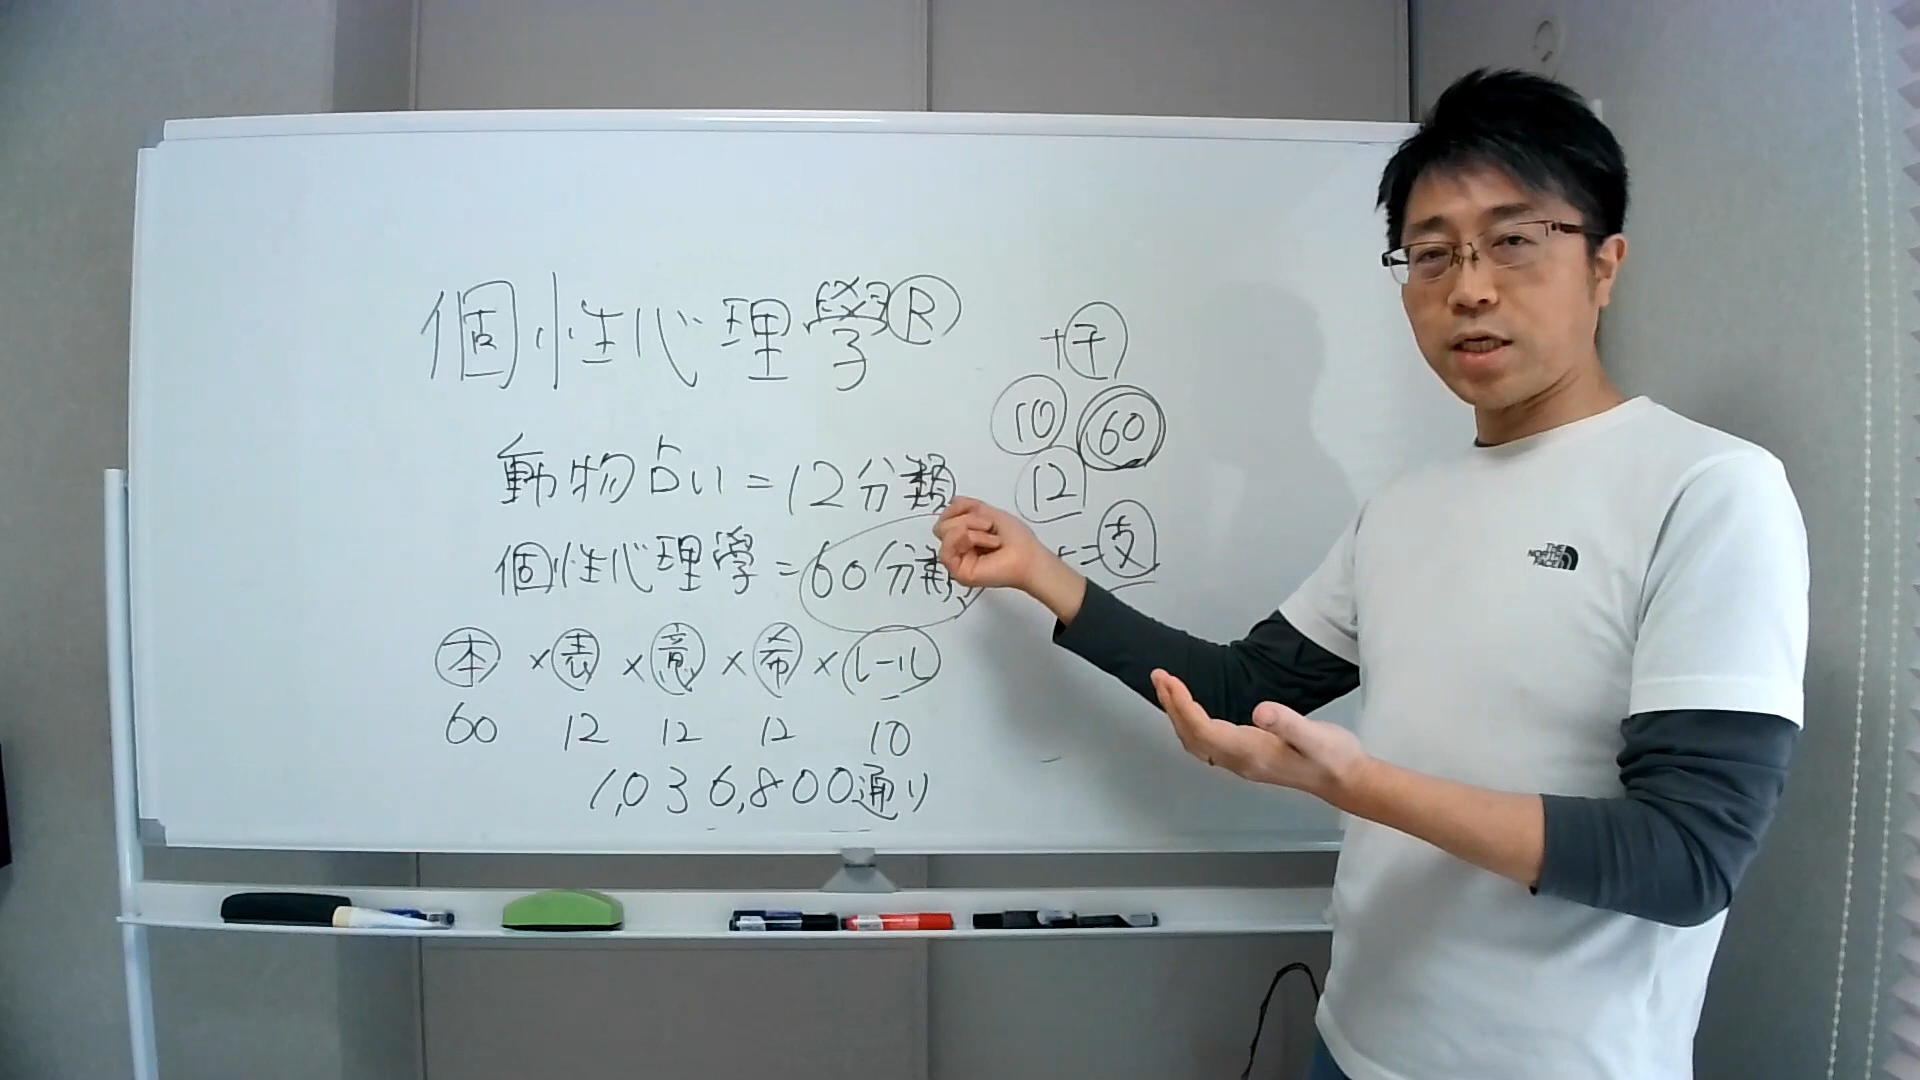 個性心理學®
動物占い=12分類
個性心理學=60分類
本×表×意×希×ルール
60 12 12 12 10
1,036,800通り
十干
10 60
12
二支
THE
NORTH
FACE